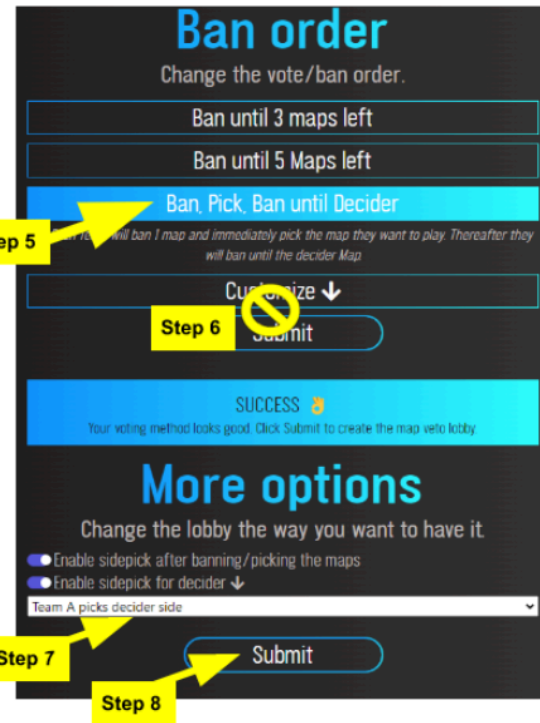 Ban order
Change the vote/ban order.
Ban until 3 maps left
Ban until 5 Maps left
Ban, Pick, Ban until Decider
ep 5
will ban 1 map and immediately pick the map they want to play. Thereafter they
will ban until the decider Map
Customize ↓
Step 6
Submit
SUCCESS ✌
Your voting method looks good. Click Submit to create the map veto lobby.
More options
Change the lobby the way you want to have it.
Enable sidepick after banning/picking the maps
Enable sidepick for decider ↓
Team A picks decider side
Step 7
Submit
Step 8